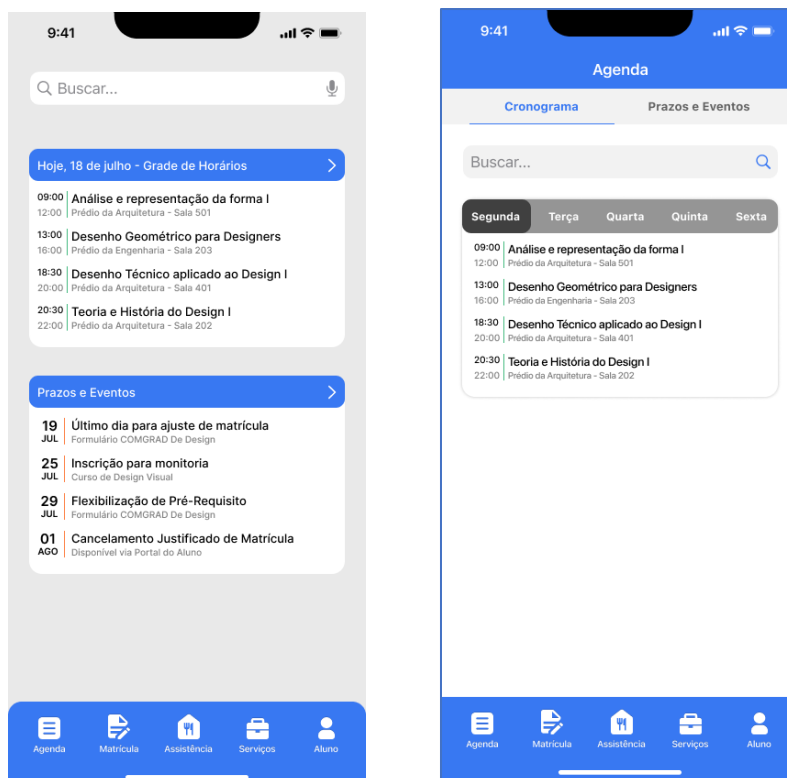 9:41
Buscar...
Hoje, 18 de julho - Grade de Horários
09:00 Análise e representação da forma I
12:00 Prédio da Arquitetura - Sala 501
13:00 Desenho Geométrico para Designers
16:00 Prédio da Engenharia - Sala 203
18:30 Desenho Técnico aplicado ao Design I
20:00 Prédio da Arquitetura - Sala 401
20:30 Teoria e História do Design I
22:00 Prédio da Arquitetura - Sala 202
Prazos e Eventos
19 Último dia para ajuste de matrícula
JUL Formulário COMGRAD De Design
25 Inscrição para monitoria
JUL Curso de Design Visual
29 Flexibilização de Pré-Requisito
JUL Formulário COMGRAD De Design
01 Cancelamento Justificado de Matrícula
AGO Disponível via Portal do Aluno
Agenda Matrícula Assistência Serviços Aluno
9:41
Agenda
Cronograma Prazos e Eventos
Buscar...
Segunda Terça Quarta Quinta Sexta
09:00 Análise e representação da forma I
12:00 Prédio da Arquitetura - Sala 501
13:00 Desenho Geométrico para Designers
16:00 Prédio da Engenharia - Sala 203
18:30 Desenho Técnico aplicado ao Design I
20:00 Prédio da Arquitetura - Sala 401
20:30 Teoria e História do Design I
22:00 Prédio da Arquitetura - Sala 202
Agenda Matrícula Assistência Serviços Aluno